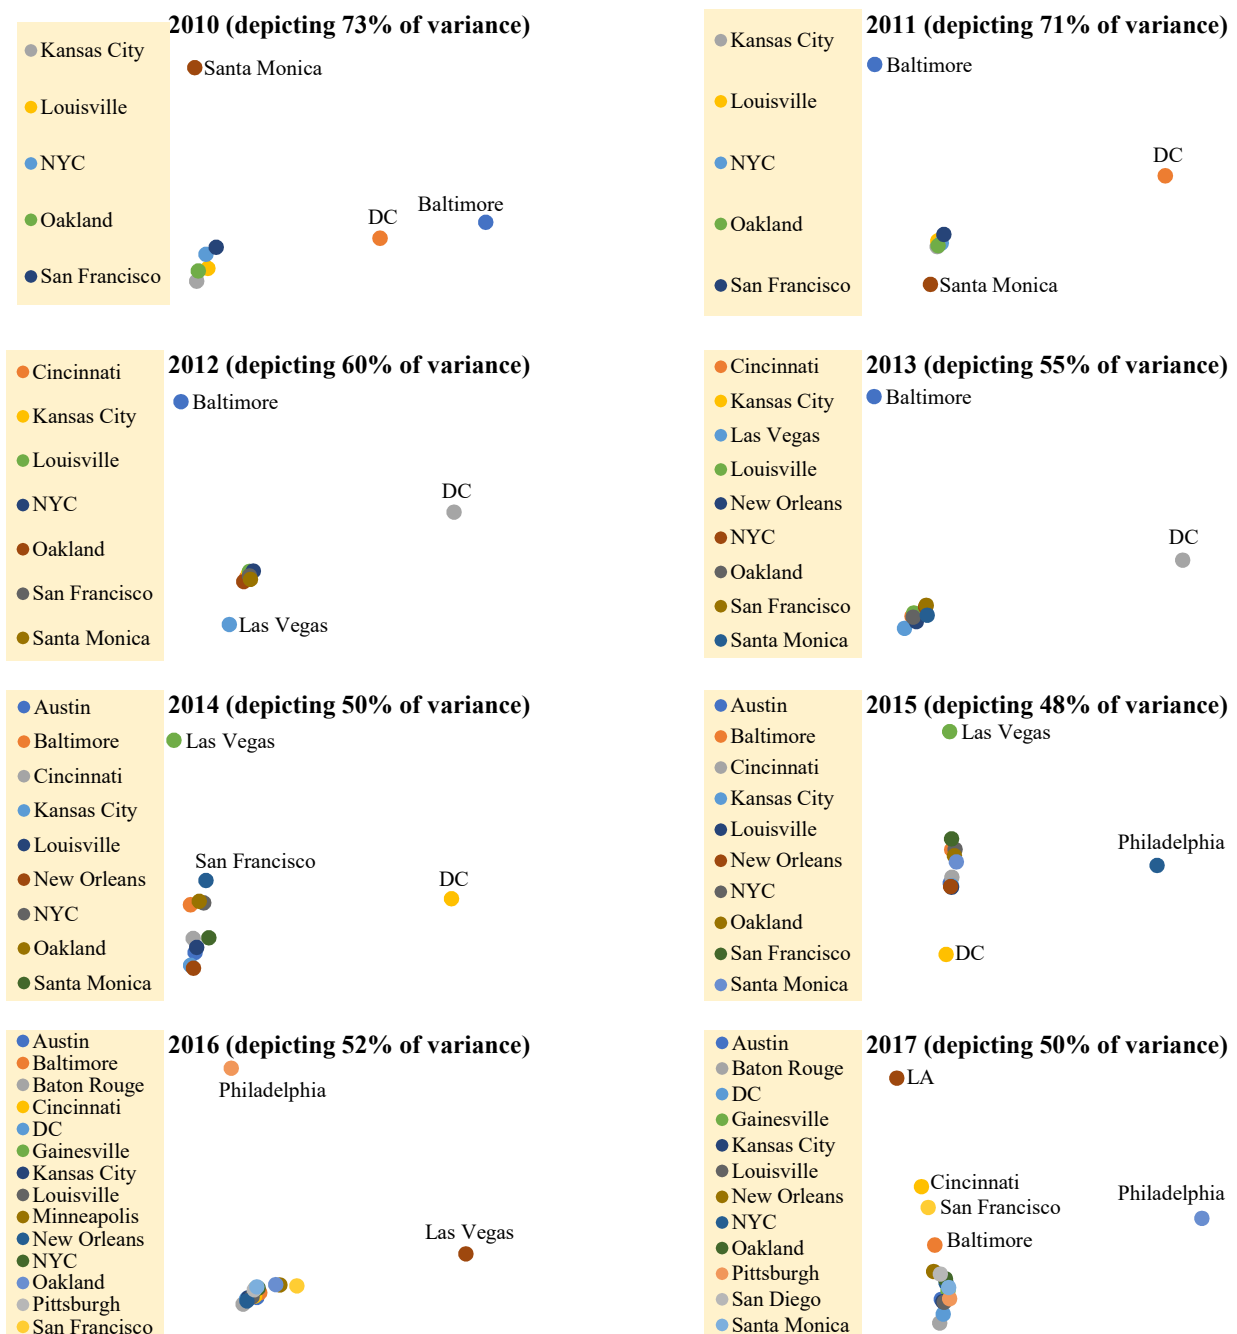 2010 (depicting 73% of variance)
Kansas City
Louisville
NYC
Oakland
San Francisco
Santa Monica
DC
Baltimore
2011 (depicting 71% of variance)
Kansas City
Louisville
NYC
Oakland
San Francisco
Baltimore
DC
Santa Monica
2012 (depicting 60% of variance)
Cincinnati
Kansas City
Louisville
NYC
Oakland
San Francisco
Santa Monica
Baltimore
DC
Las Vegas
2013 (depicting 55% of variance)
Cincinnati
Kansas City
Las Vegas
Louisville
New Orleans
NYC
Oakland
San Francisco
Santa Monica
Baltimore
DC
2014 (depicting 50% of variance)
Austin
Baltimore
Cincinnati
Kansas City
Louisville
New Orleans
NYC
Oakland
Santa Monica
Las Vegas
San Francisco
DC
2015 (depicting 48% of variance)
Austin
Baltimore
Cincinnati
Kansas City
Louisville
New Orleans
NYC
Oakland
San Francisco
Santa Monica
Las Vegas
Philadelphia
DC
2016 (depicting 52% of variance)
Austin
Baltimore
Baton Rouge
Cincinnati
DC
Gainesville
Kansas City
Louisville
Minneapolis
New Orleans
NYC
Oakland
Pittsburgh
San Francisco
Philadelphia
Las Vegas
2017 (depicting 50% of variance)
Austin
Baton Rouge
DC
Gainesville
Kansas City
Louisville
New Orleans
NYC
Oakland
Pittsburgh
San Diego
Santa Monica
LA
Cincinnati
San Francisco
Philadelphia
Baltimore